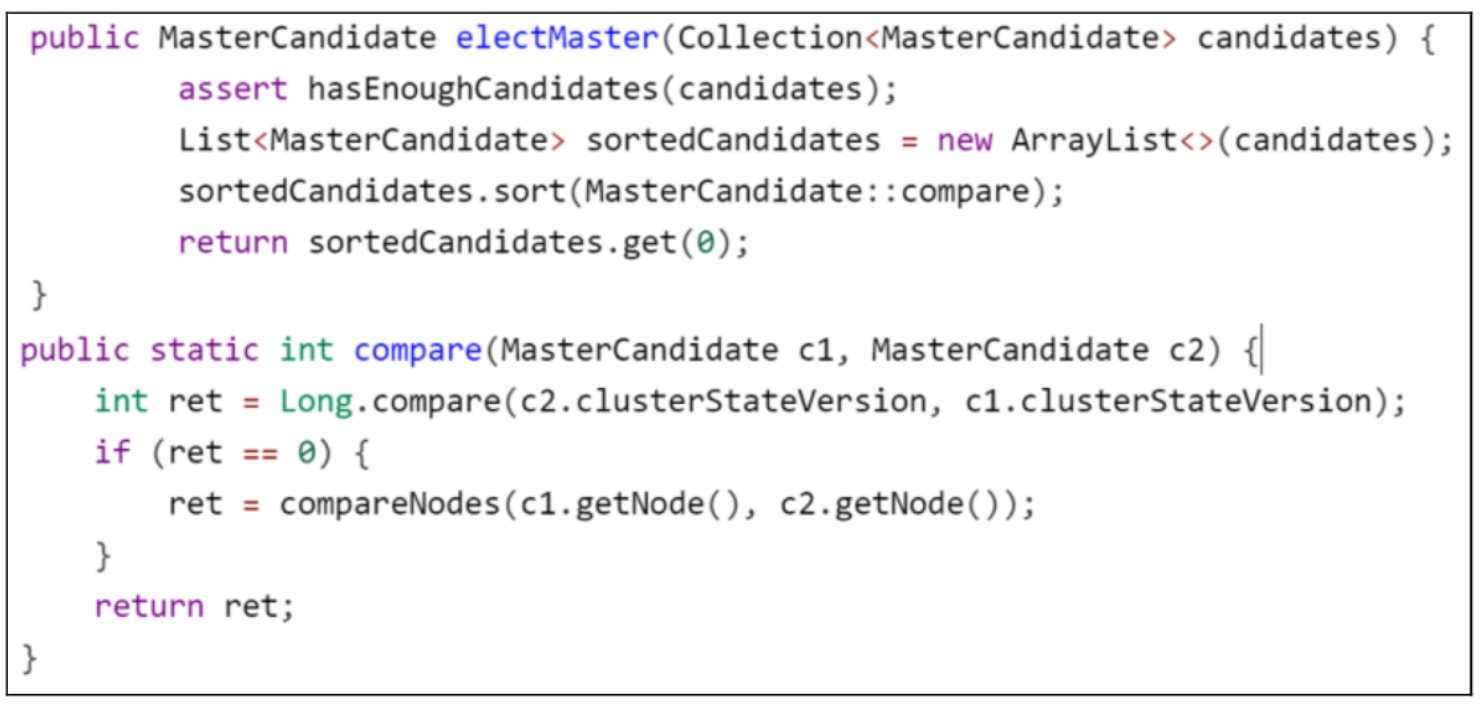 public MasterCandidate electMaster(Collection<MasterCandidate> candidates) {
assert hasEnoughCandidates(candidates);
List<MasterCandidate> sortedCandidates = new ArrayList<>(candidates);
sortedCandidates.sort(MasterCandidate::compare);
return sortedCandidates.get(0);
}
public static int compare(MasterCandidate c1, MasterCandidate c2) {
int ret = Long.compare(c2.clusterStateVersion, c1.clusterStateVersion);
if (ret == 0) {
ret = compareNodes(c1.getNode(), c2.getNode());
}
return ret;
}